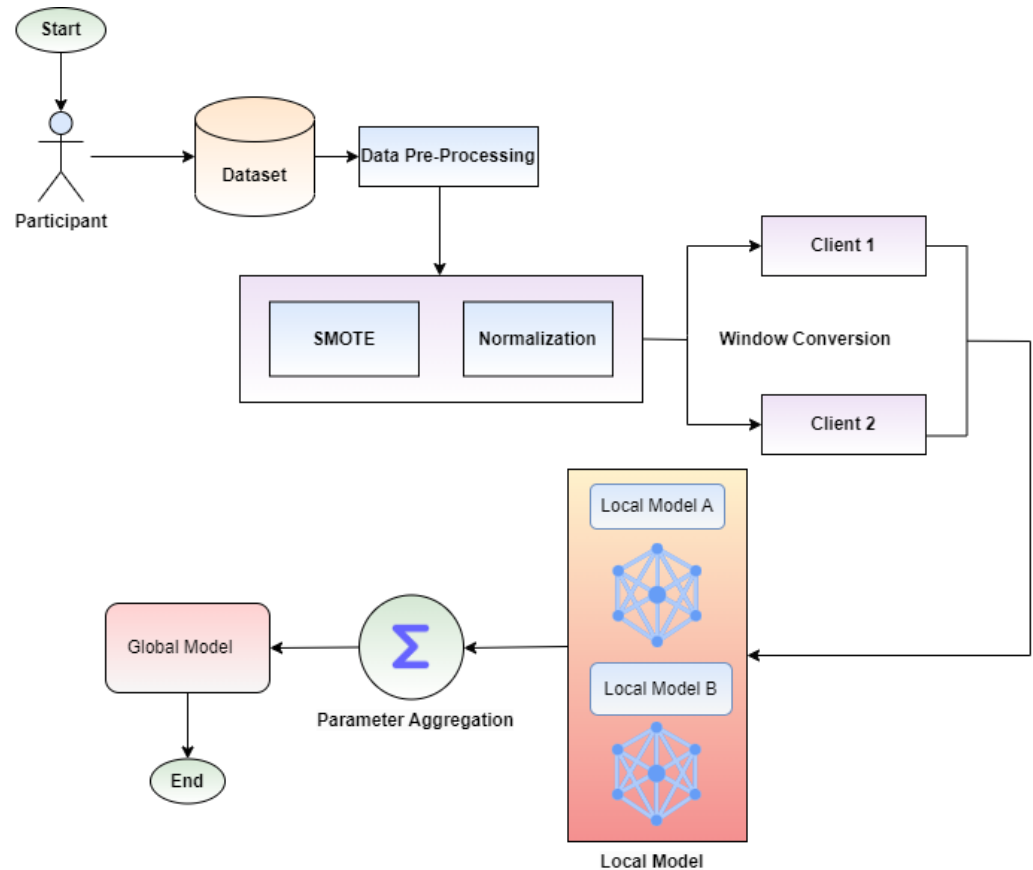 Start
Participant
Dataset
Data Pre-Processing
SMOTE
Normalization
Client 1
Window Conversion
Client 2
Local Model A
Local Model B
Local Model
Σ
Parameter Aggregation
Global Model
End